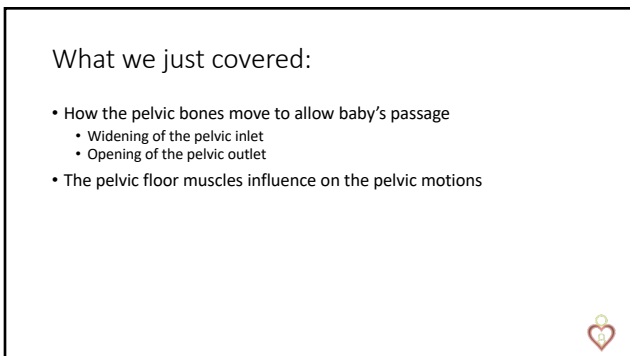 What we just covered:
• How the pelvic bones move to allow baby's passage
• Widening of the pelvic inlet
• Opening of the pelvic outlet
• The pelvic floor muscles influence on the pelvic motions